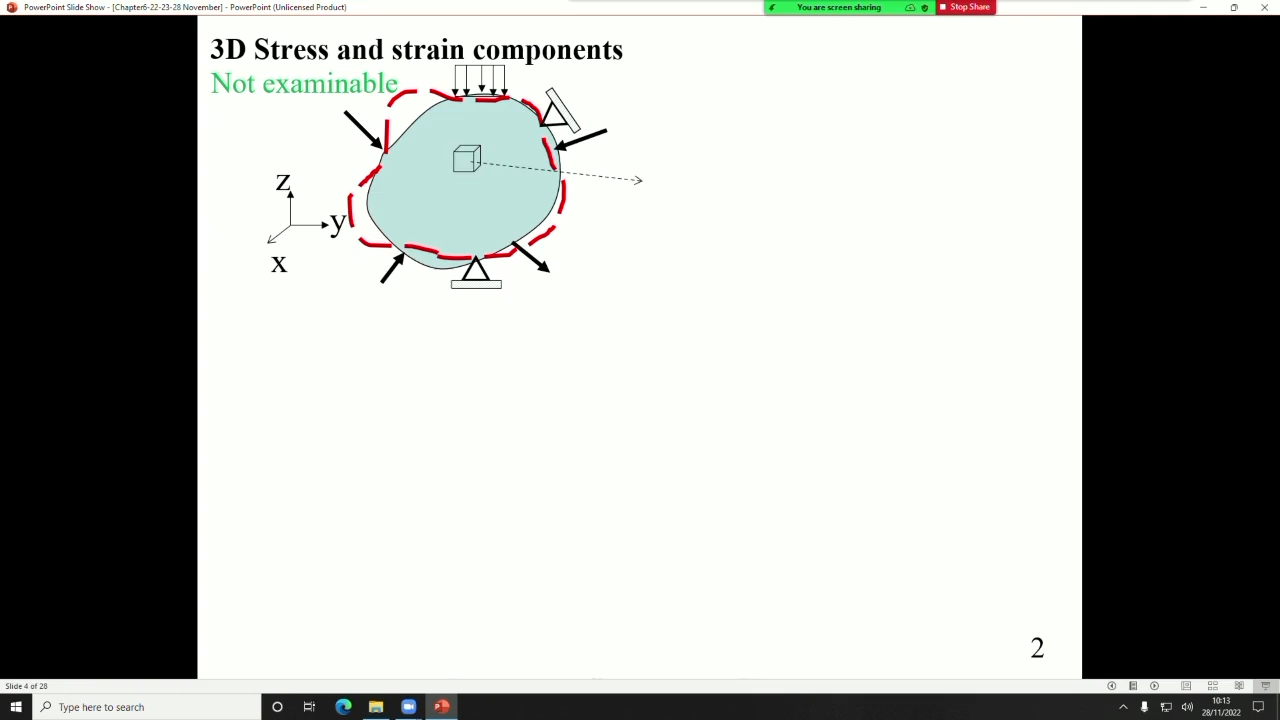 PowerPoint Slide Show - [Chapter6-22-23-28 November] - PowerPoint (Unlicensed Product)
You are screen sharing
Stop Share
3D Stress and strain components
Not examinable
z
y
x
2
Slide 4 of 28
Type here to search
10:13
28/11/2022